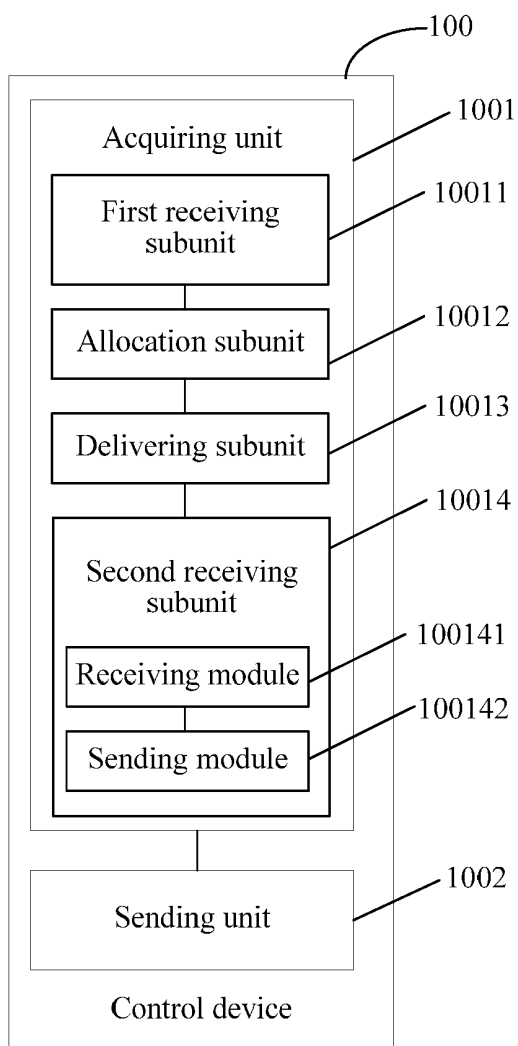 100
1001
Acquiring unit
First receiving
subunit
10011
Allocation subunit
10012
Delivering subunit
10013
10014
Second receiving
subunit
Receiving module
100141
Sending module
100142
Sending unit
1002
Control device